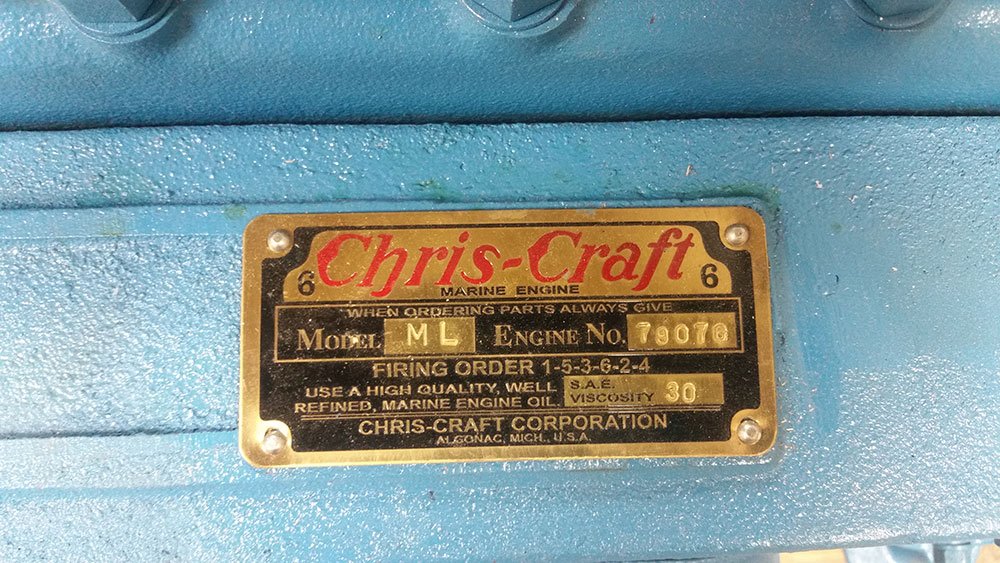 Chris-Craft
6 MARINE ENGINE 6
WHEN ORDERING PARTS ALWAYS GIVE
MODEL ML ENGINE NO. 79076
FIRING ORDER 1-5-3-6-2-4
USE A HIGH QUALITY, WELL
REFINED, MARINE ENGINE OIL.
S.A.E.
VISCOSITY 30
CHRIS-CRAFT CORPORATION
ALGONAC, MICH., U.S.A.